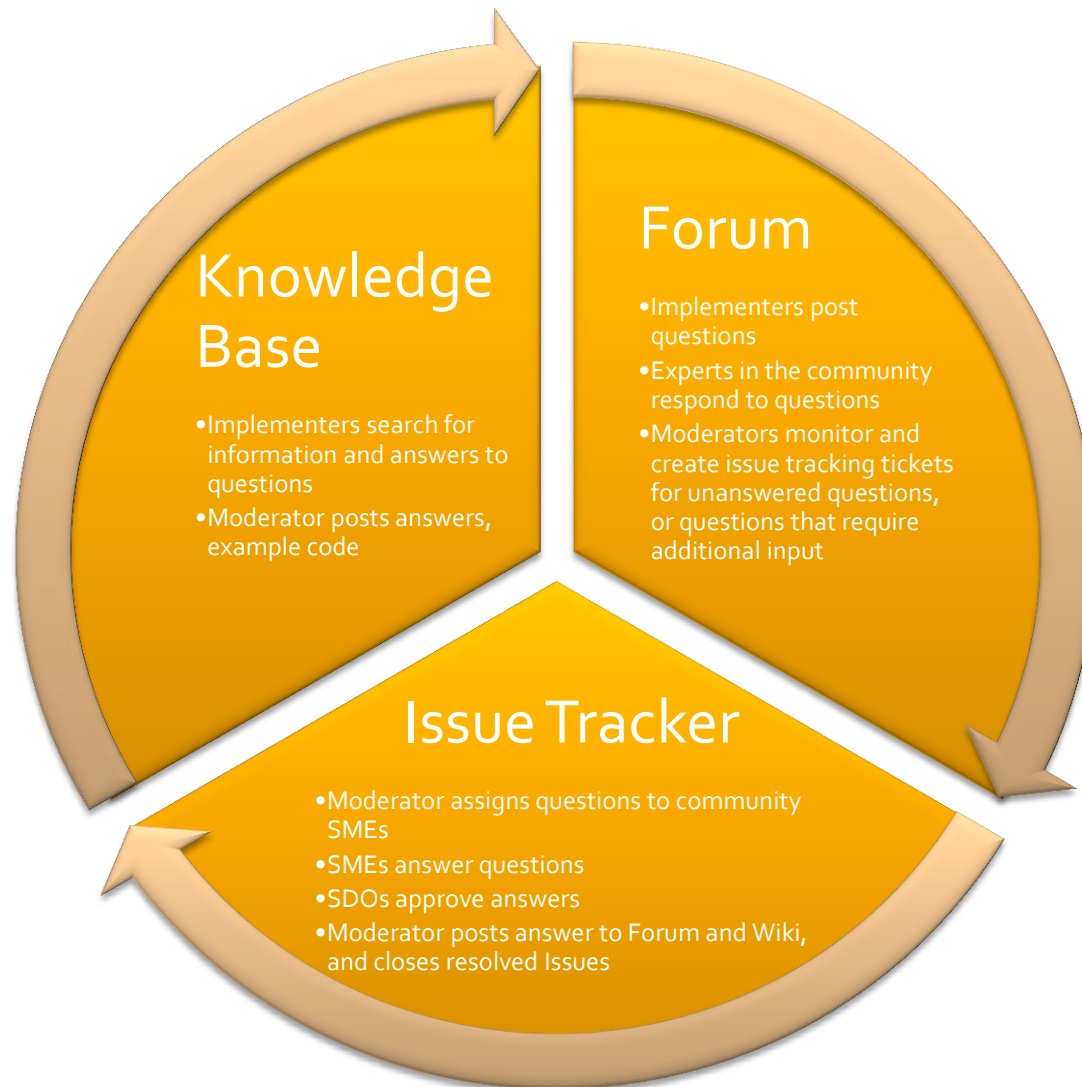 Knowledge
Base
•Implementers search for
information and answers to
questions
•Moderator posts answers,
example code
Forum
•Implementers post
questions
•Experts in the community
respond to questions
•Moderators monitor and
create issue tracking tickets
for unanswered questions,
or questions that require
additional input
Issue Tracker
•Moderator assigns questions to community
SMEs
•SMEs answer questions
•SDOs approve answers
•Moderator posts answer to Forum and Wiki,
and closes resolved Issues